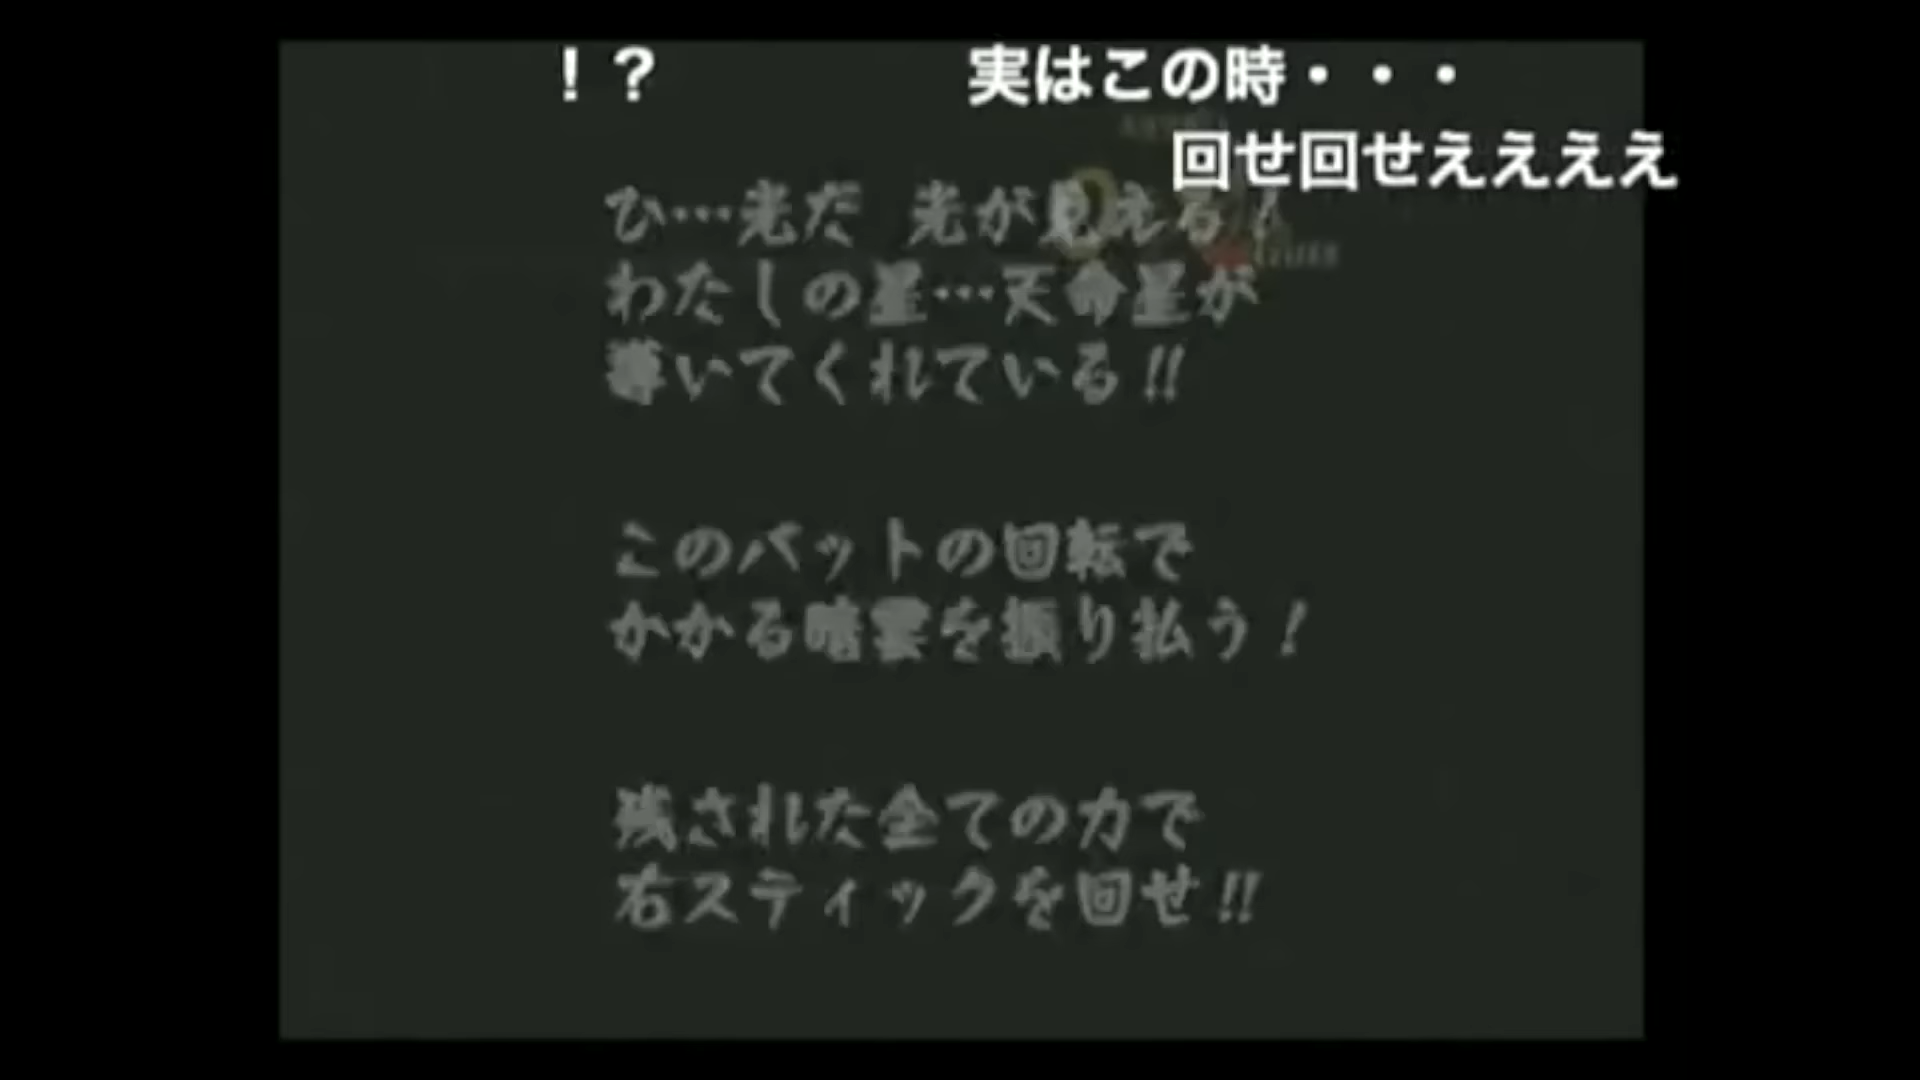 ！？
実はこの時・・・
回せ回せええええ
ひ…光だ 光が見える！
わたしの星…天命星が
導いてくれている!!
このバットの回転で
かかる暗雲を振り払う！
残された全ての力で
右スティックを回せ!!